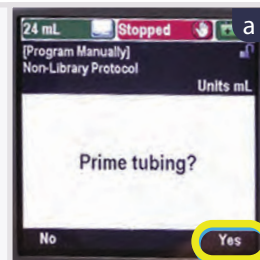 a
24 mL Stopped
[Program Manually]
Non-Library Protocol
Units mL
Prime tubing?
No Yes